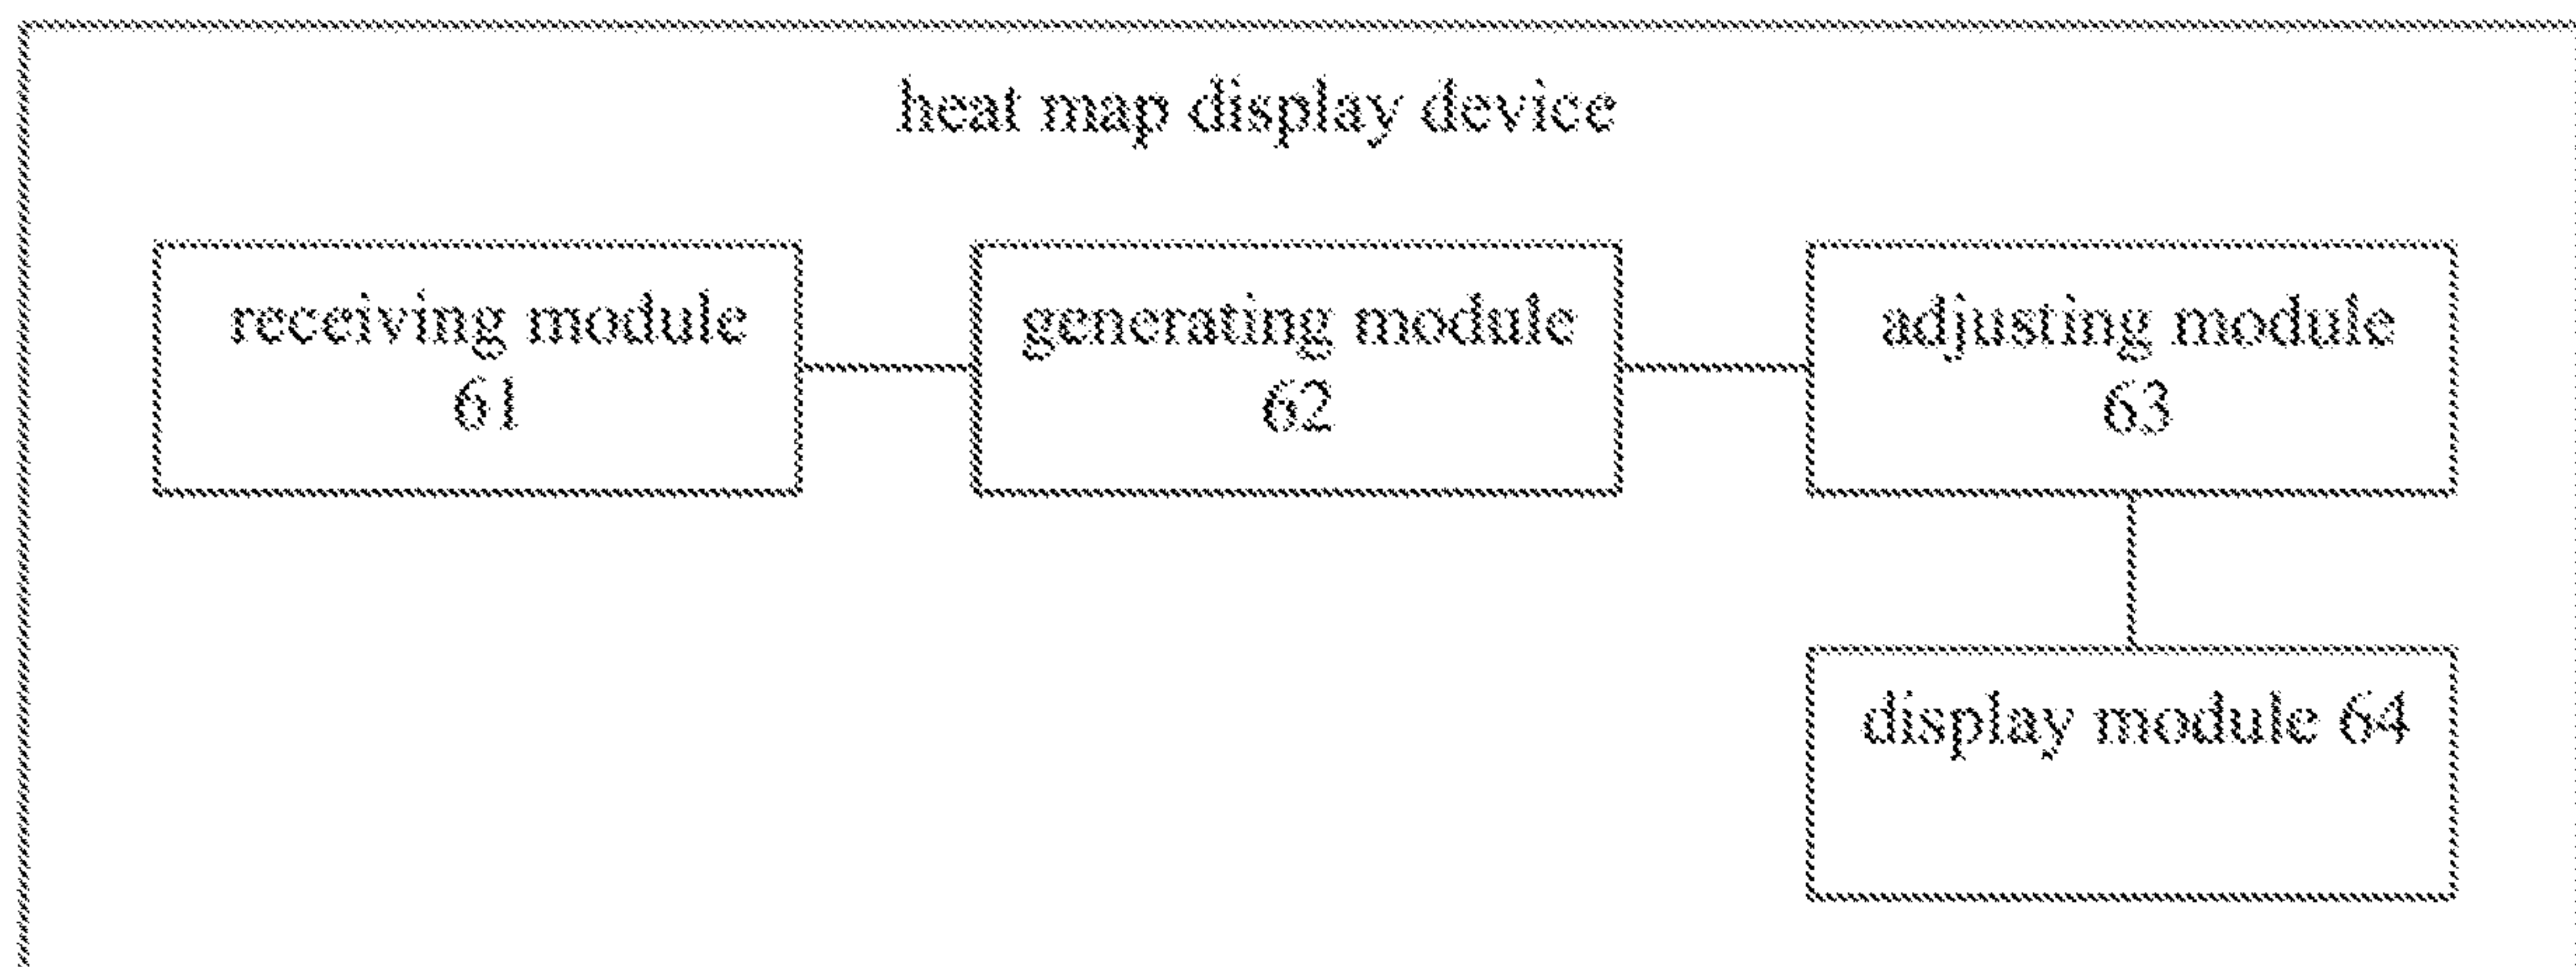 heat map display device
receiving module
61
generating module
62
adjusting module
63
display module 64